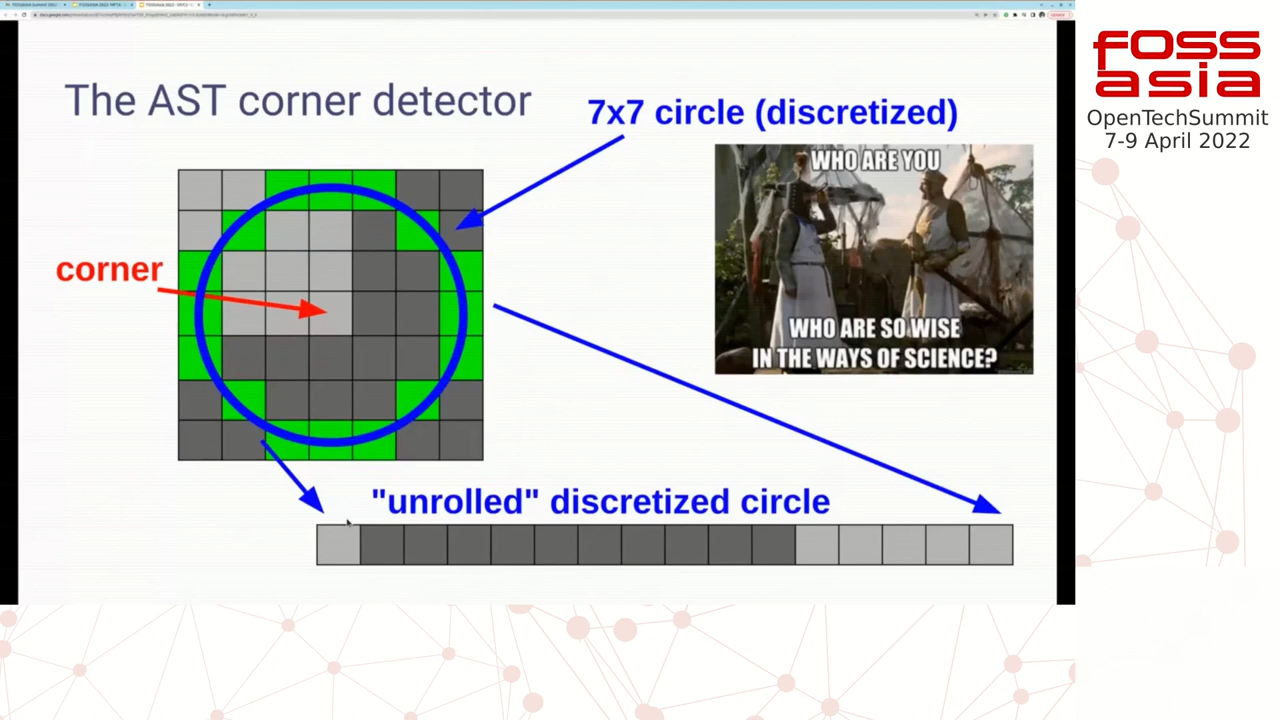 foss
asia
OpenTechSummit
7-9 April 2022
The AST corner detector
7x7 circle (discretized)
WHO ARE YOU
corner
WHO ARE SO WISE
IN THE WAYS OF SCIENCE?
"unrolled" discretized circle